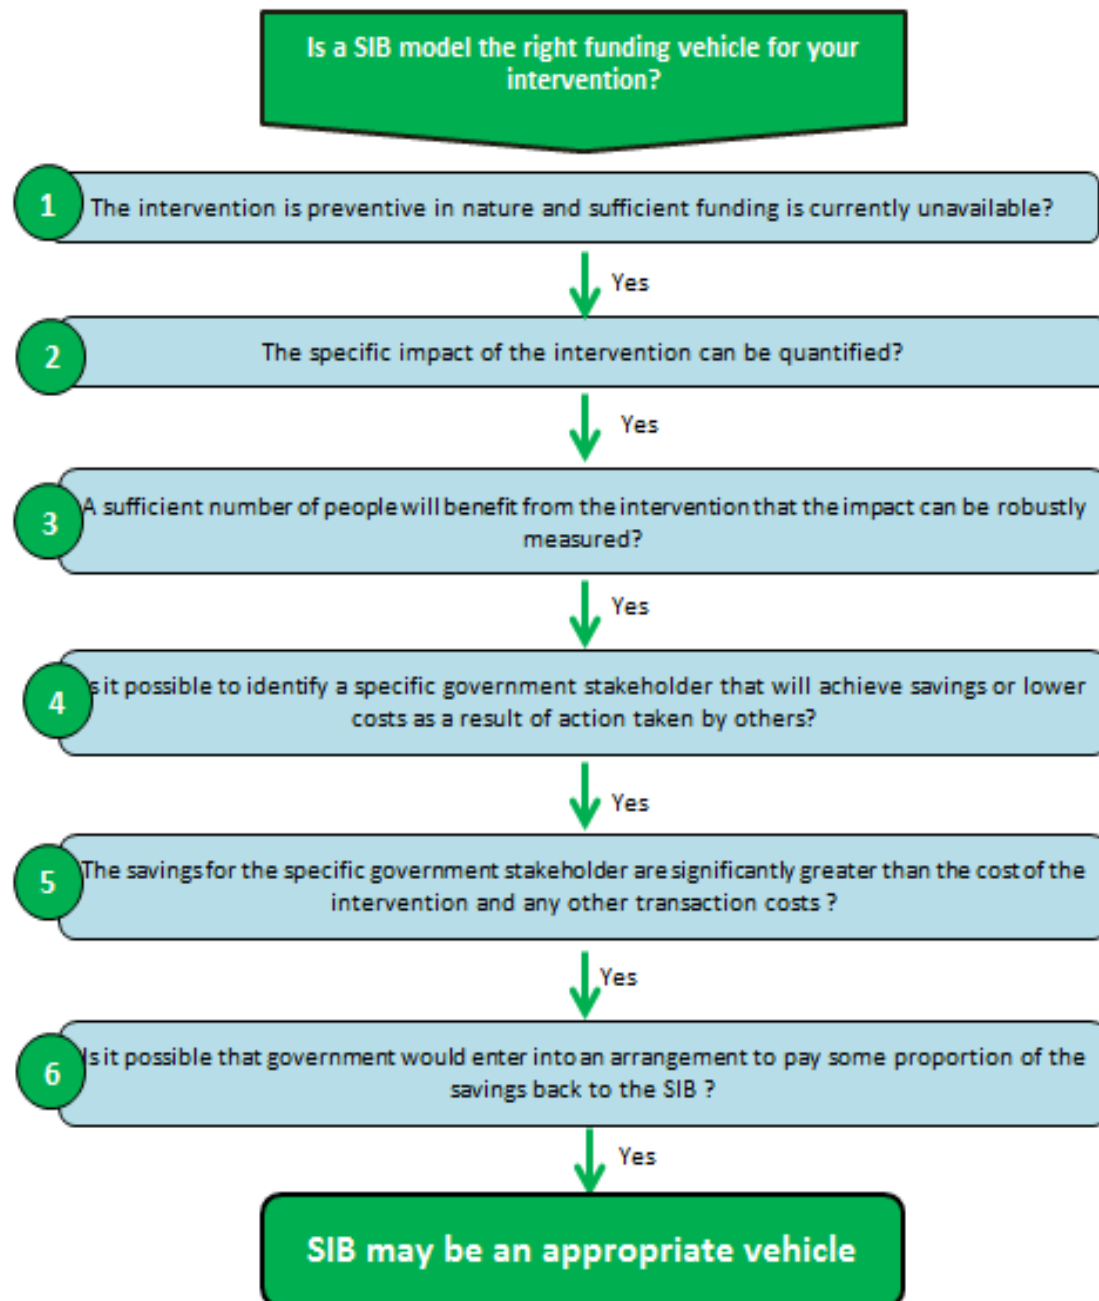 Is a SIB model the right funding vehicle for your
intervention?
1
The intervention is preventive in nature and sufficient funding is currently unavailable?
Yes
2
The specific impact of the intervention can be quantified?
Yes
3
A sufficient number of people will benefit from the intervention that the impact can be robustly
measured?
Yes
4
s it possible to identify a specific government stakeholder that will achieve savings or lower
costs as a result of action taken by others?
Yes
5
The savings for the specific government stakeholder are significantly greater than the cost of the
intervention and any other transaction costs ?
Yes
6
Is it possible that government would enter into an arrangement to pay some proportion of the
savings back to the SIB ?
Yes
SIB may be an appropriate vehicle